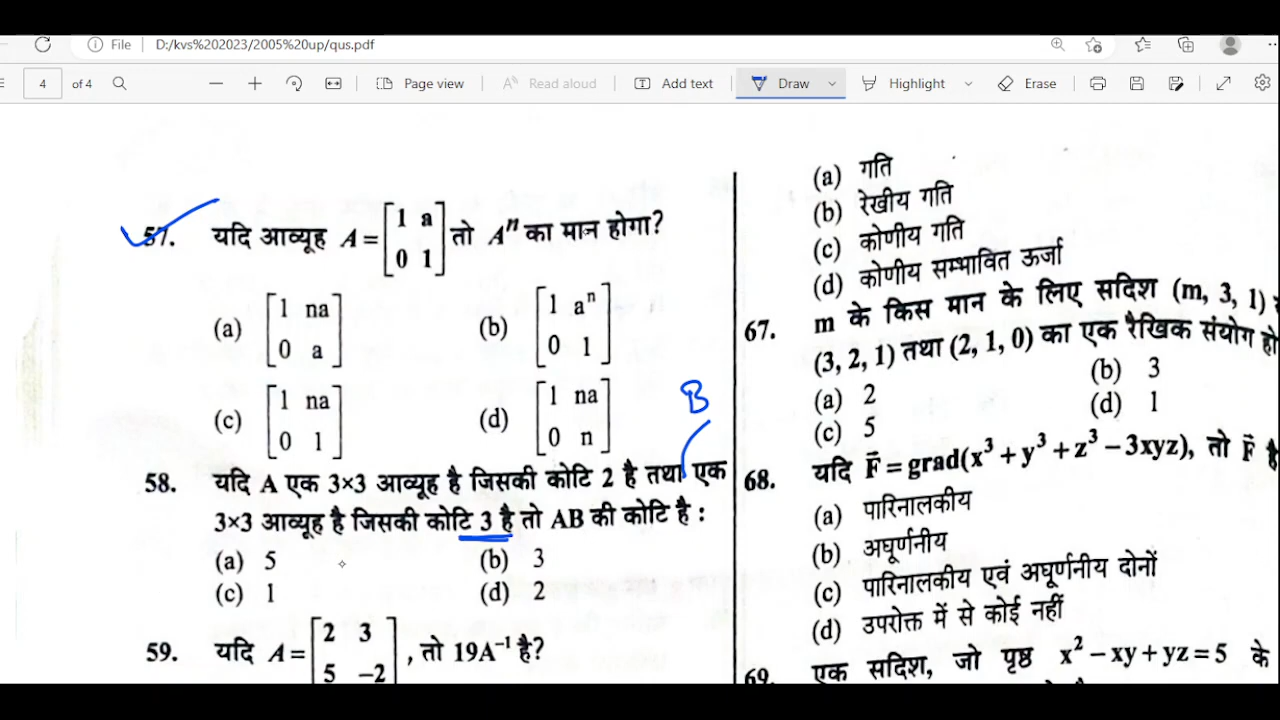 File | D:/kvs%202023/2005%20up/qus.pdf
4 of 4 Page view Read aloud Add text Draw Highlight Erase
57. यदि आव्यूह A = [1 a
0 1] तो Aⁿ का मान होगा?
(a) [1 na
0 a] (b) [1 aⁿ
0 1]
(c) [1 na
0 1] (d) [1 na
0 n]
B
58. यदि A एक 3×3 आव्यूह है जिसकी कोटि 2 है तथा एक
3×3 आव्यूह है जिसकी कोटि 3 है तो AB की कोटि है :
(a) 5 (b) 3
(c) 1 (d) 2
59. यदि A = [2 3
5 −2], तो 19A⁻¹ है?
(a) गति
(b) रेखीय गति
(c) कोणीय गति
(d) कोणीय सम्भावित ऊर्जा
67. m के किस मान के लिए सदिश (m, 3, 1)
(3, 2, 1) तथा (2, 1, 0) का एक रैखिक संयोग हो
(a) 2 (b) 3
(c) 5 (d) 1
68. यदि F⃗ = grad(x³ + y³ + z³ − 3xyz), तो F⃗ है
(a) पारिनालकीय
(b) अघूर्णनीय
(c) पारिनालकीय एवं अघूर्णनीय दोनों
(d) उपरोक्त में से कोई नहीं
69. एक सदिश, जो पृष्ठ x² − xy + yz = 5 के